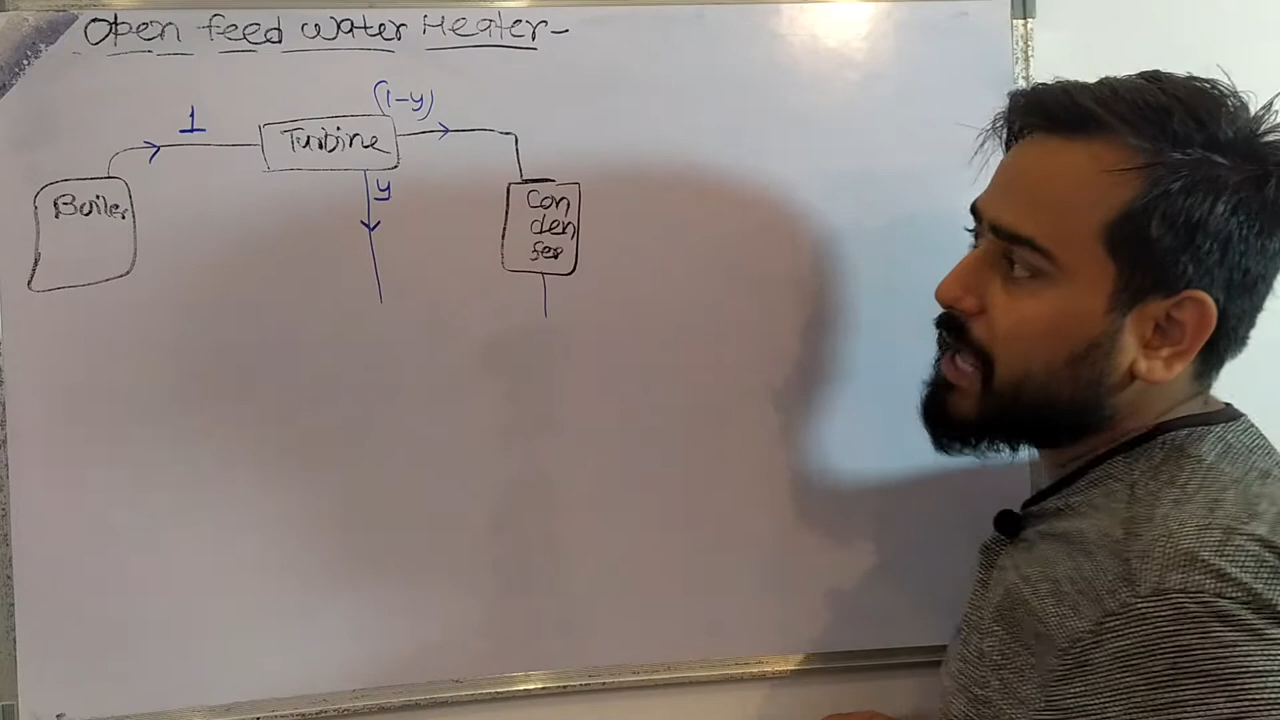 Open feed water Heater-
(1-y)
1
Turbine
y
Boiler
Con
den
ser